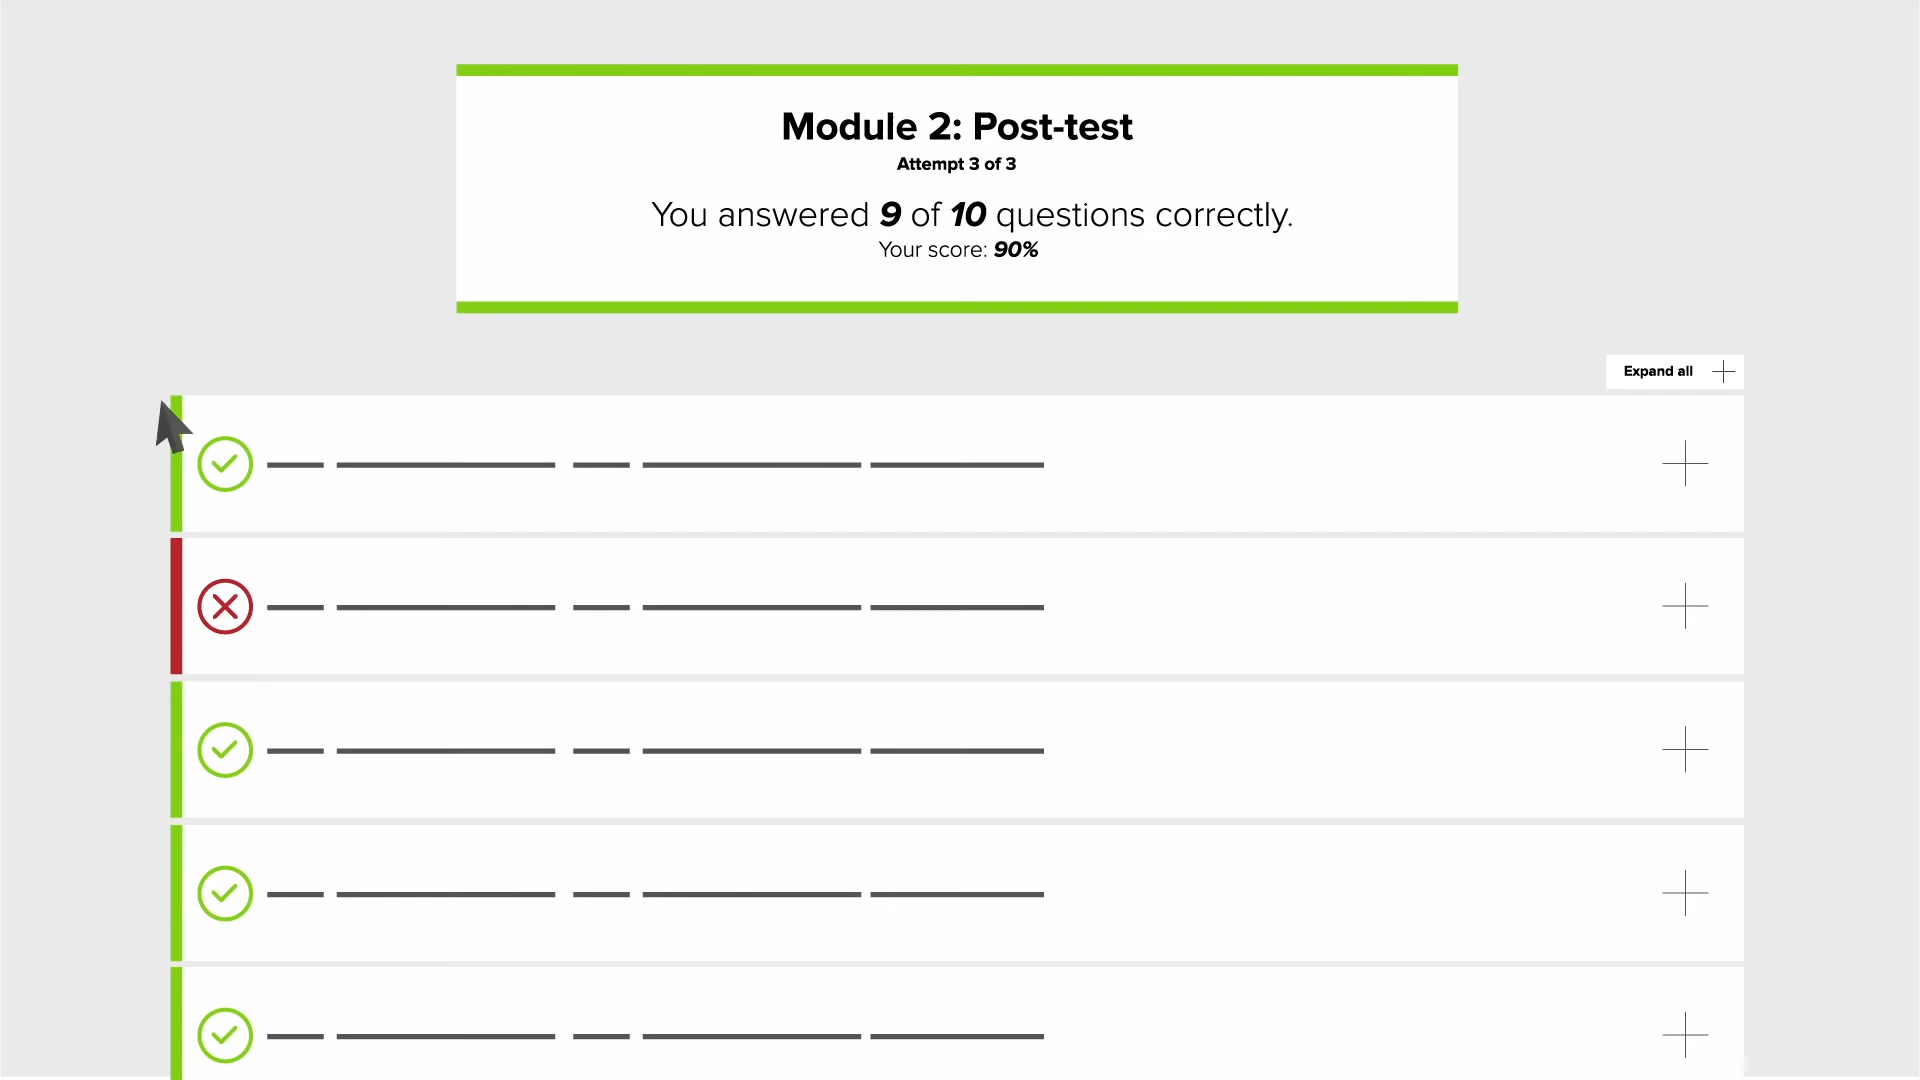 Module 2: Post-test
Attempt 3 of 3
You answered 9 of 10 questions correctly.
Your score: 90%
Expand all